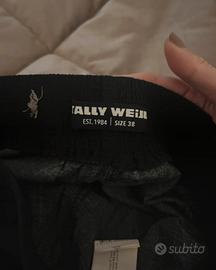 TALLY WEiJL
EST. 1984 | SIZE 38
subito